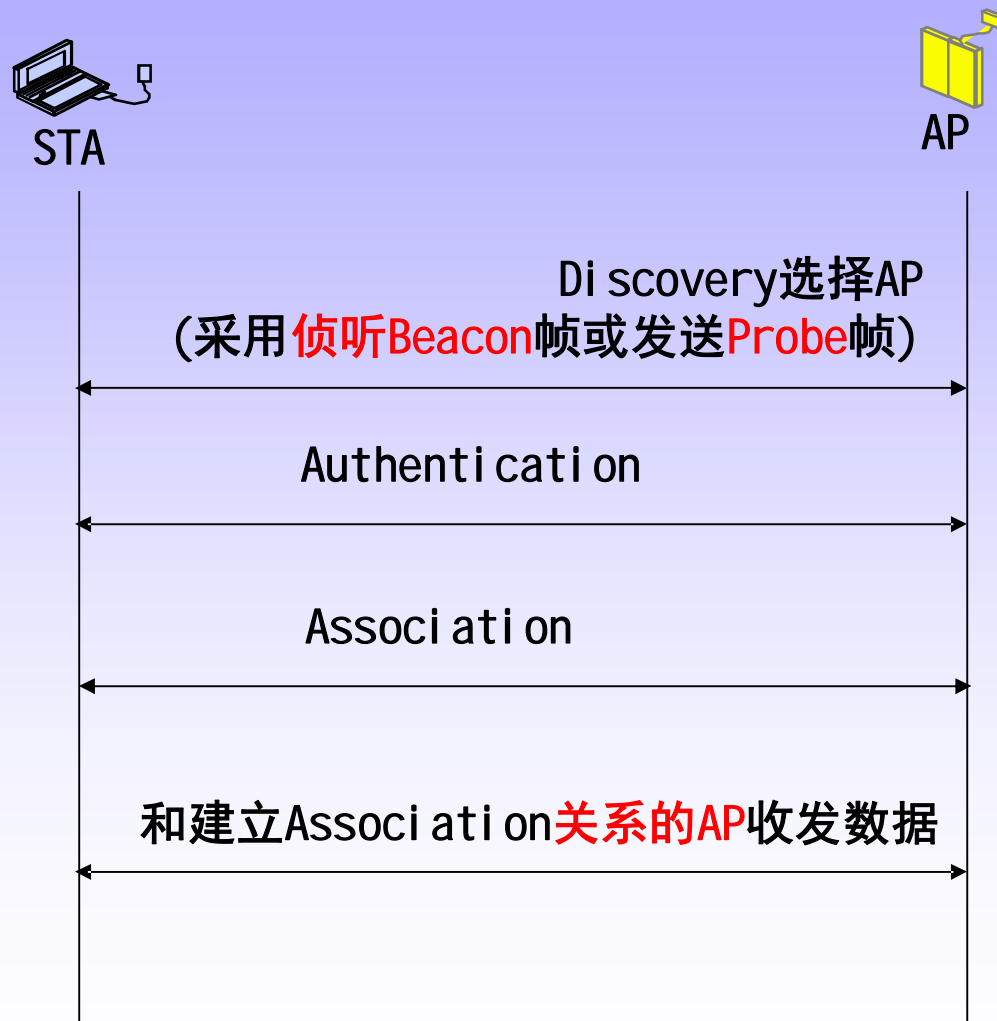 STA
AP
Discovery选择AP
(采用侦听Beacon帧或发送Probe帧)
Authentication
Association
和建立Association关系的AP收发数据